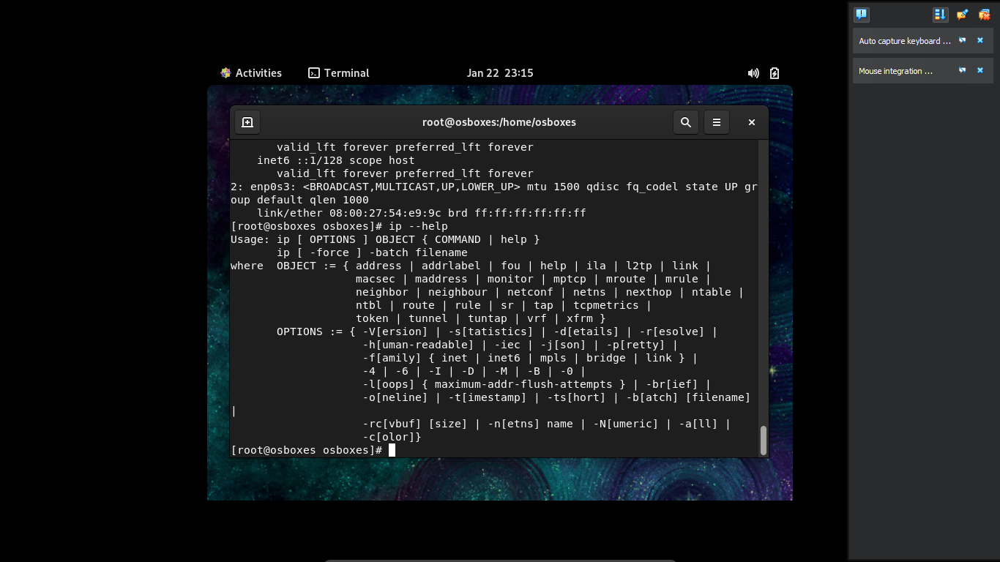 Activities
Terminal
Jan 22 23:15
root@osboxes:/home/osboxes
valid_lft forever preferred_lft forever
inet6 ::1/128 scope host
valid_lft forever preferred_lft forever
2: enp0s3: <BROADCAST,MULTICAST,UP,LOWER_UP> mtu 1500 qdisc fq_codel state UP gr
oup default qlen 1000
link/ether 08:00:27:54:e9:9c brd ff:ff:ff:ff:ff:ff
[root@osboxes osboxes]# ip --help
Usage: ip [ OPTIONS ] OBJECT { COMMAND | help }
ip [ -force ] -batch filename
where  OBJECT := { address | addrlabel | fou | help | ila | l2tp | link |
macsec | maddress | monitor | mptcp | mroute | mrule |
neighbor | neighbour | netconf | netns | nexthop | ntable |
ntbl | route | rule | sr | tap | tcpmetrics |
token | tunnel | tuntap | vrf | xfrm }
OPTIONS := { -V[ersion] | -s[tatistics] | -d[etails] | -r[esolve] |
-h[uman-readable] | -iec | -j[son] | -p[retty] |
-f[amily] { inet | inet6 | mpls | bridge | link } |
-4 | -6 | -I | -D | -M | -B | -0 |
-l[oops] { maximum-addr-flush-attempts } | -br[ief] |
-o[neline] | -t[imestamp] | -ts[hort] | -b[atch] [filename]
|
-rc[vbuf] [size] | -n[etns] name | -N[umeric] | -a[ll] |
-c[olor]}
[root@osboxes osboxes]#
Auto capture keyboard ...
Mouse integration ...